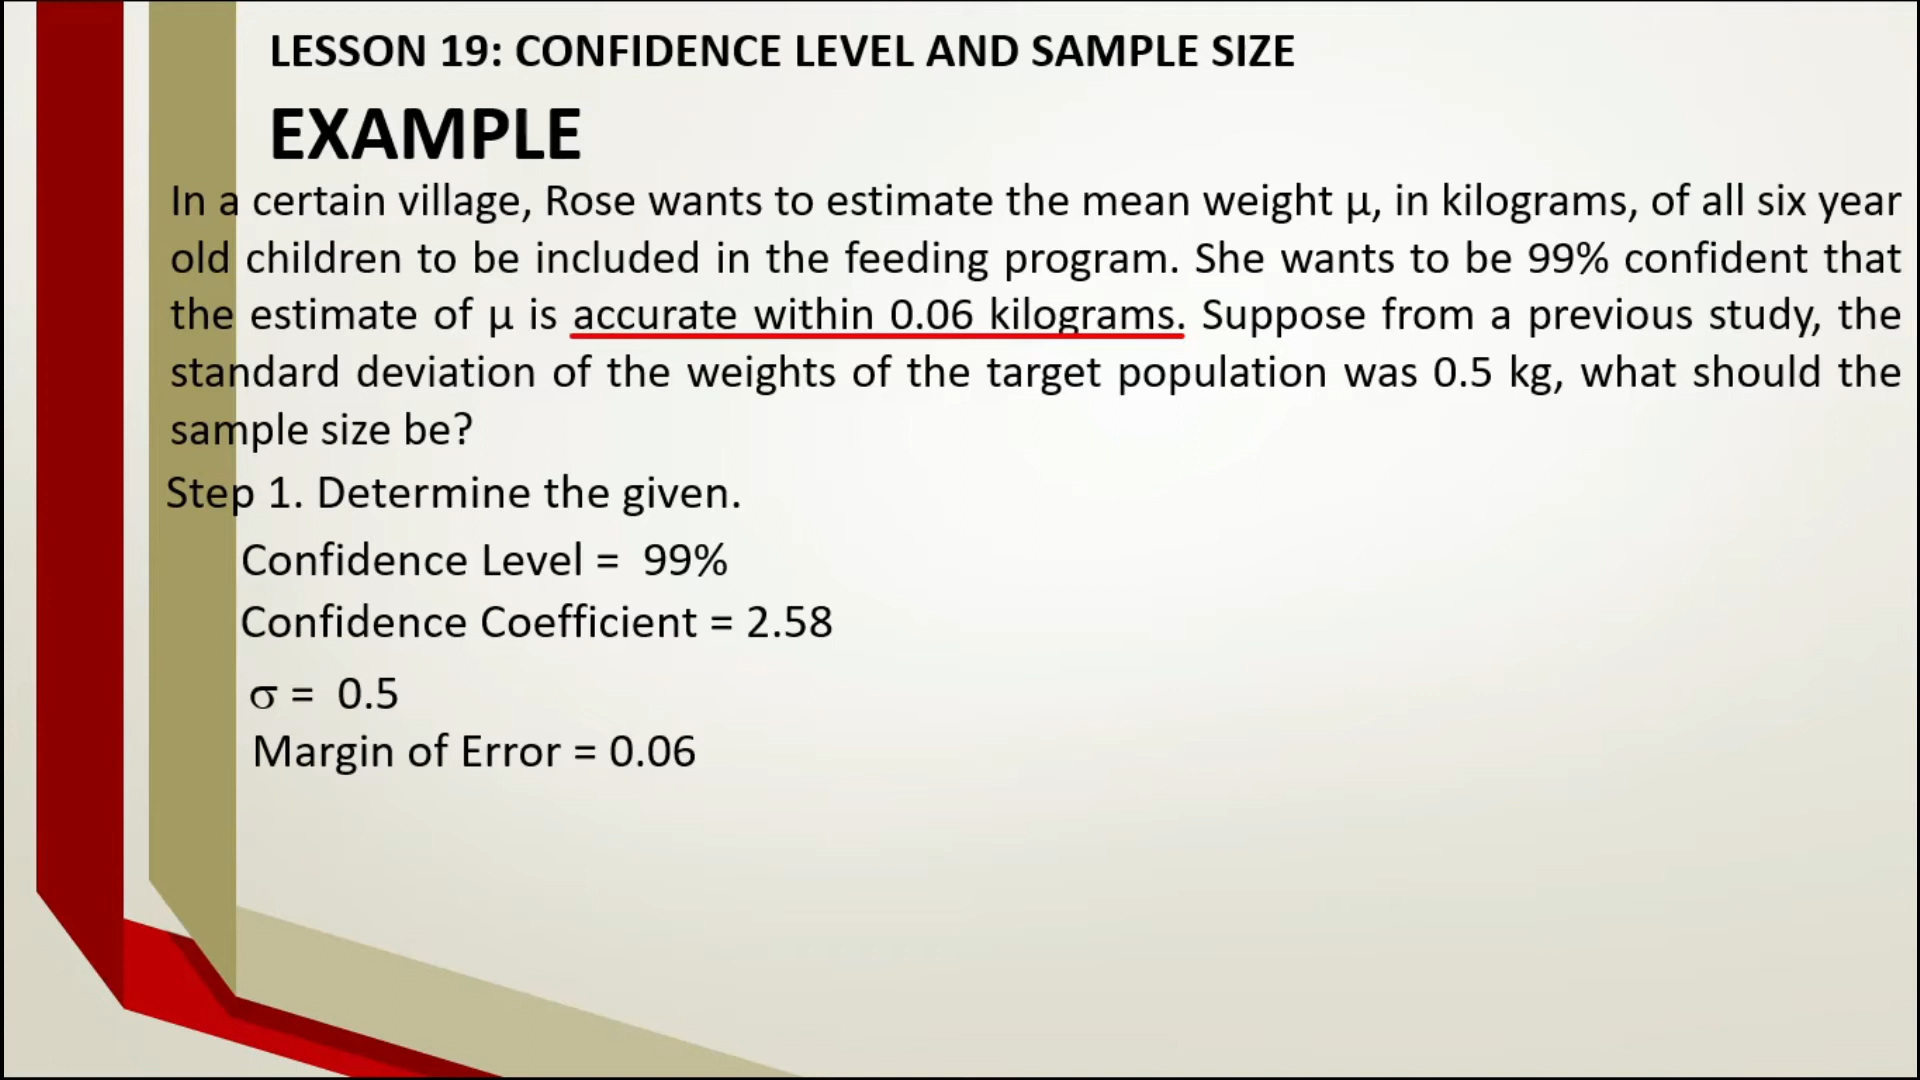 LESSON 19: CONFIDENCE LEVEL AND SAMPLE SIZE
EXAMPLE
In a certain village, Rose wants to estimate the mean weight μ, in kilograms, of all six year
old children to be included in the feeding program. She wants to be 99% confident that
the estimate of μ is accurate within 0.06 kilograms. Suppose from a previous study, the
standard deviation of the weights of the target population was 0.5 kg, what should the
sample size be?
Step 1. Determine the given.
Confidence Level = 99%
Confidence Coefficient = 2.58
σ = 0.5
Margin of Error = 0.06